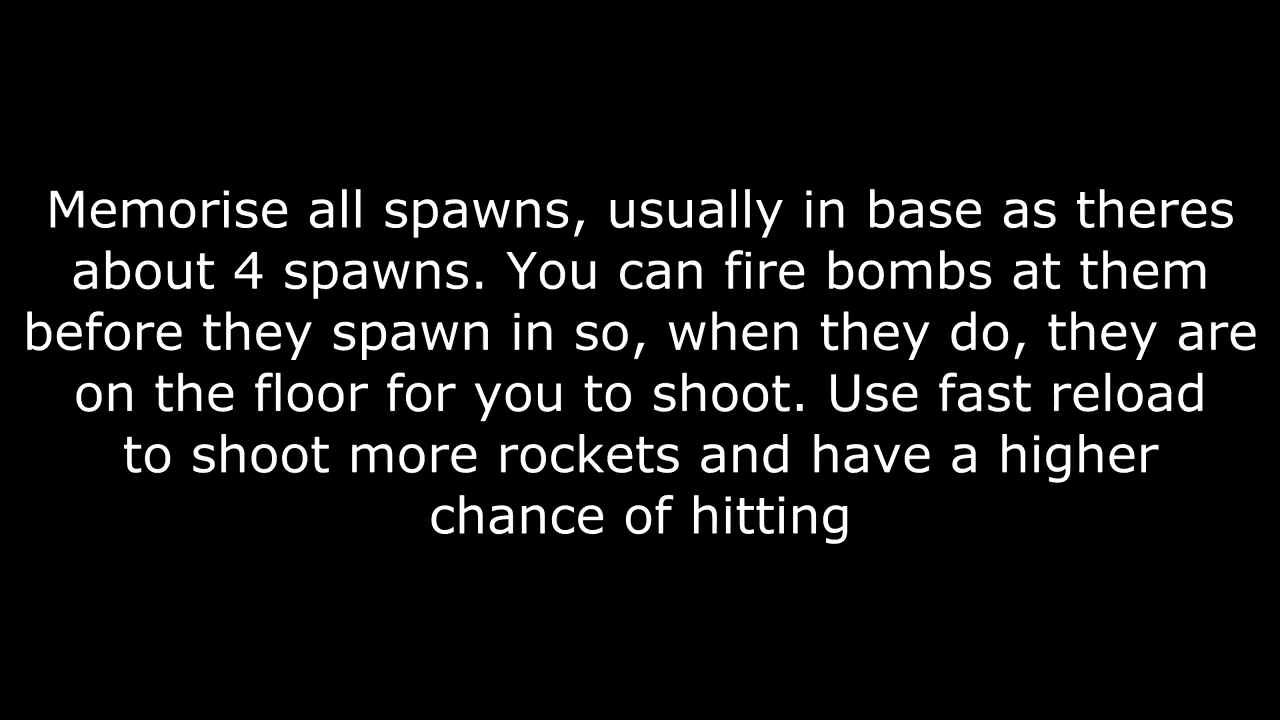 Memorise all spawns, usually in base as theres
about 4 spawns. You can fire bombs at them
before they spawn in so, when they do, they are
on the floor for you to shoot. Use fast reload
to shoot more rockets and have a higher
chance of hitting